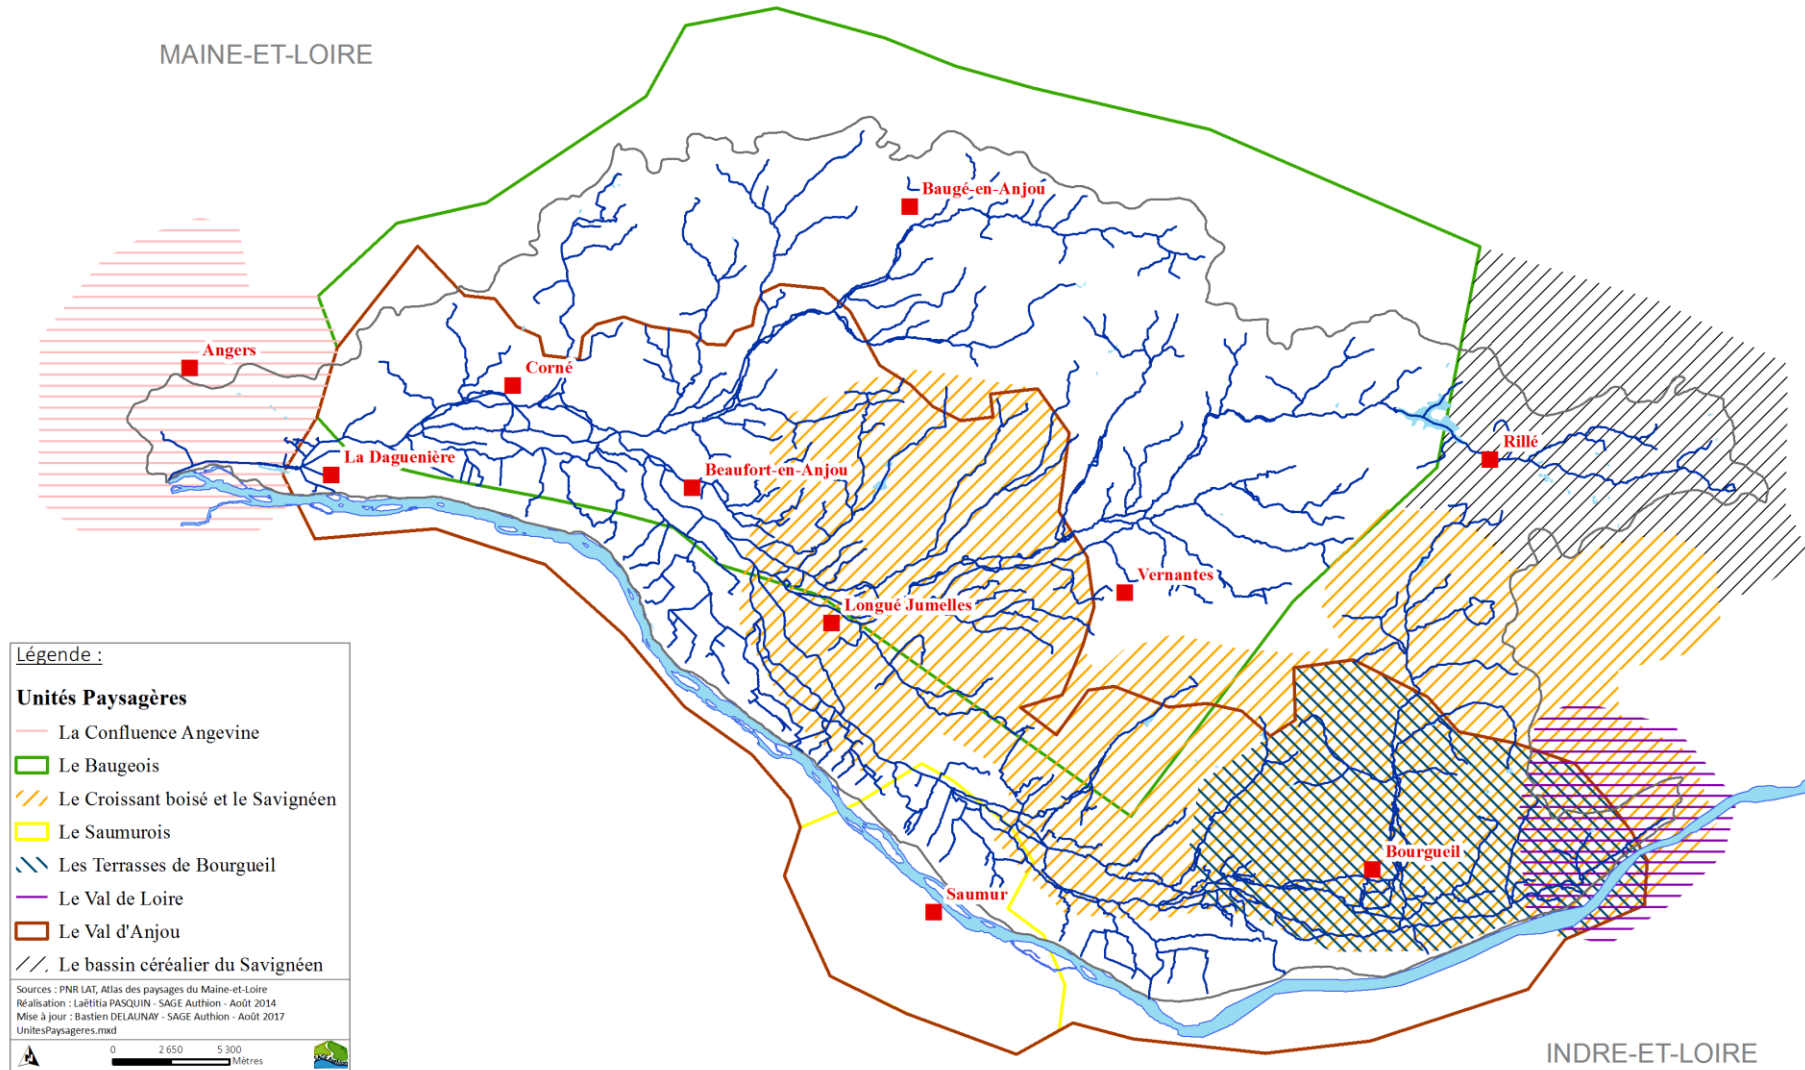 MAINE-ET-LOIRE
Baugé-en-Anjou
Angers
Corné
Rillé
La Daguenière
Beaufort-en-Anjou
Vernantes
Longué Jumelles
Bourgueil
Saumur
Légende :
Unités Paysagères
La Confluence Angevine
Le Baugeois
Le Croissant boisé et le Savignéen
Le Saumurois
Les Terrasses de Bourgueil
Le Val de Loire
Le Val d'Anjou
Le bassin céréalier du Savignéen
Sources : PNR LAT, Atlas des paysages du Maine-et-Loire
Réalisation : Laëtitia PASQUIN - SAGE Authion - Août 2014
Mise à jour : Bastien DELAUNAY - SAGE Authion - Août 2017
UnitesPaysageres.mxd
0 2 650 5 300
Mètres
INDRE-ET-LOIRE